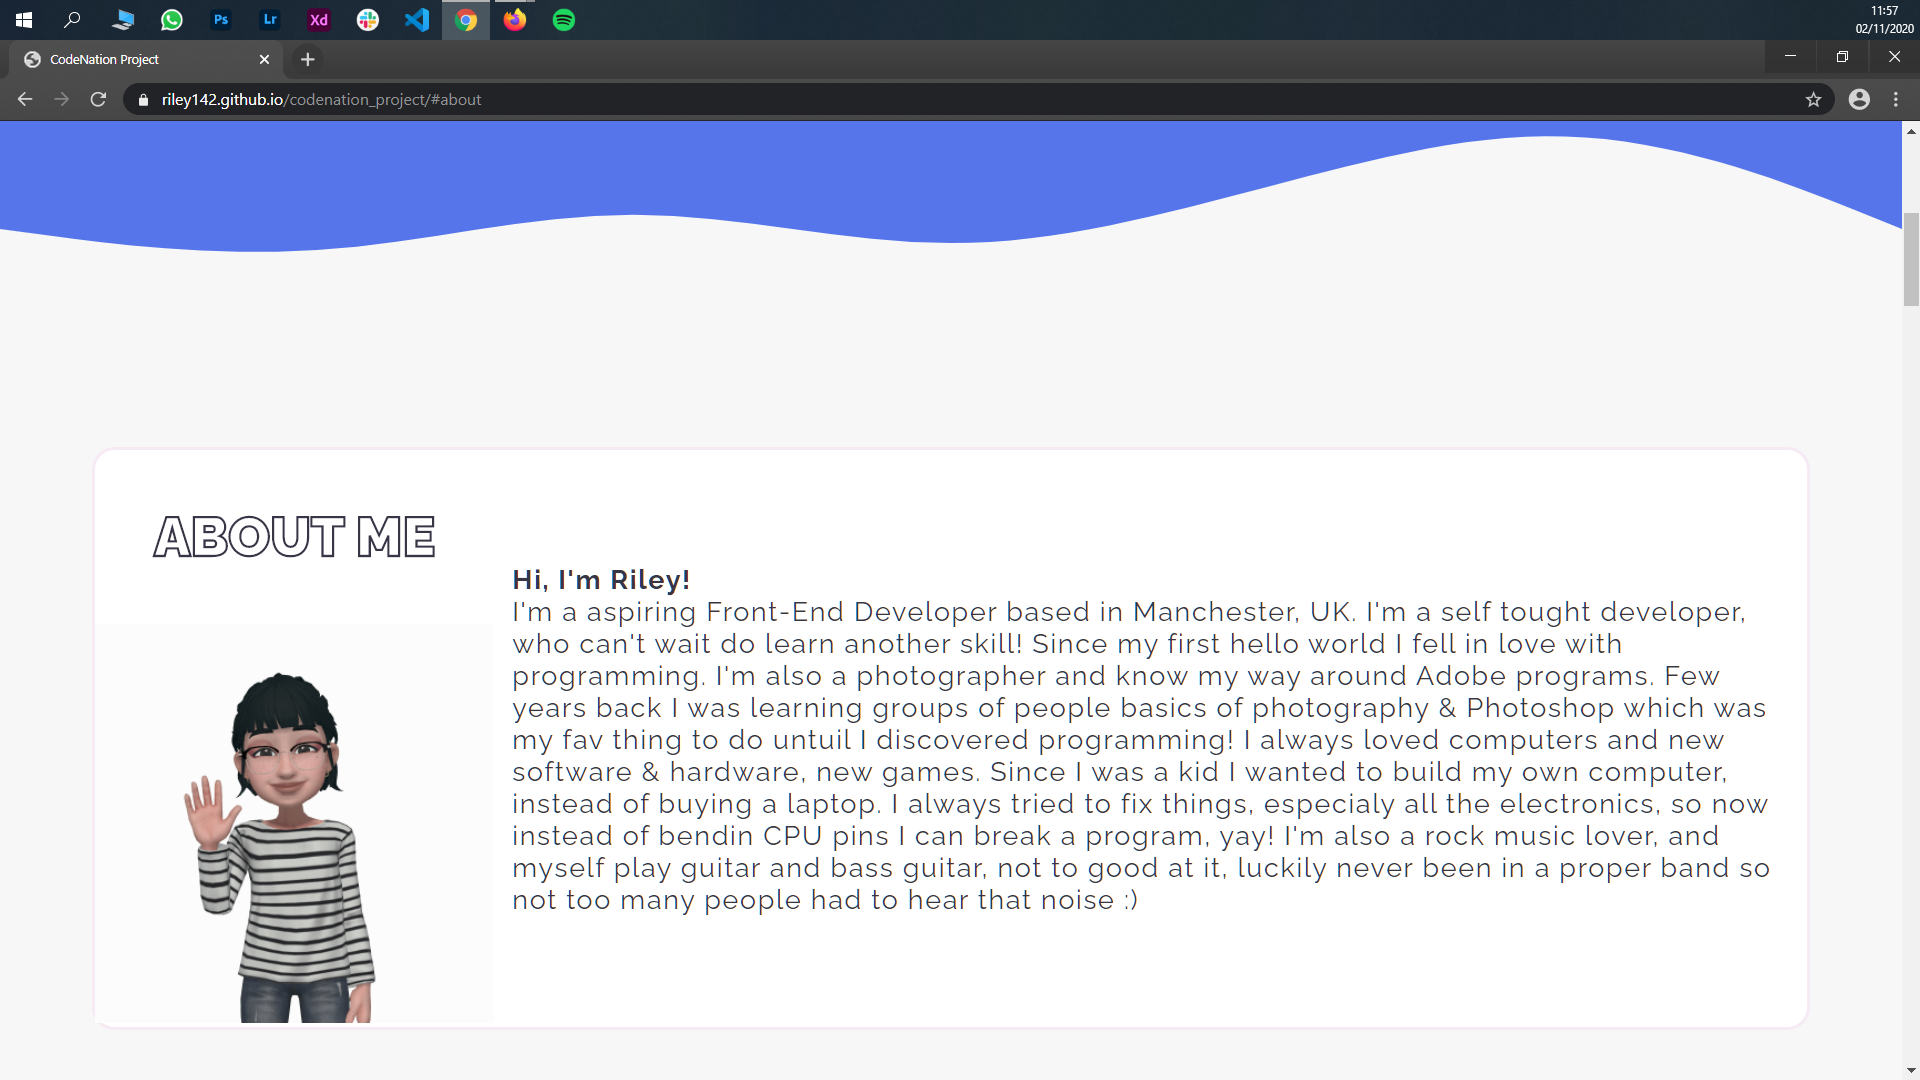 Ps
Lr
Xd
11:57
02/11/2020
CodeNation Project
riley142.github.io/codenation_project/#about
ABOUT ME
Hi, I'm Riley!
I'm a aspiring Front-End Developer based in Manchester, UK. I'm a self tought developer,
who can't wait do learn another skill! Since my first hello world I fell in love with
programming. I'm also a photographer and know my way around Adobe programs. Few
years back I was learning groups of people basics of photography & Photoshop which was
my fav thing to do untuil I discovered programming! I always loved computers and new
software & hardware, new games. Since I was a kid I wanted to build my own computer,
instead of buying a laptop. I always tried to fix things, especialy all the electronics, so now
instead of bendin CPU pins I can break a program, yay! I'm also a rock music lover, and
myself play guitar and bass guitar, not to good at it, luckily never been in a proper band so
not too many people had to hear that noise :)